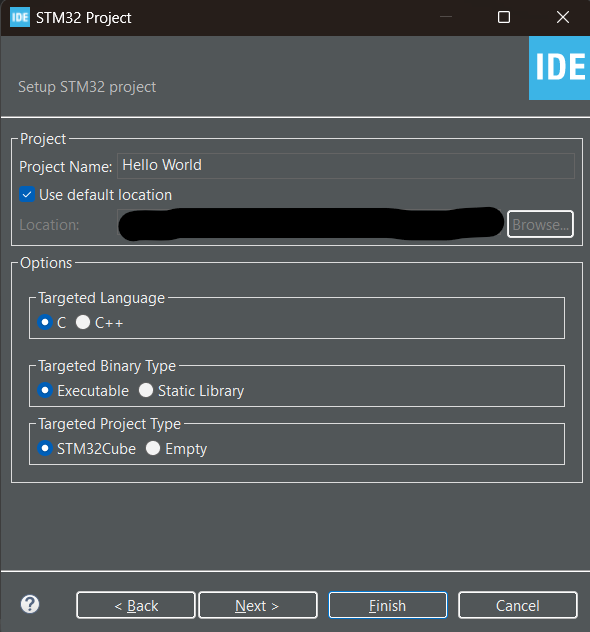 IDE STM32 Project
IDE
Setup STM32 project
Project
Project Name: Hello World
Use default location
Location:
Browse...
Options
Targeted Language
C C++
Targeted Binary Type
Executable Static Library
Targeted Project Type
STM32Cube Empty
? < Back Next > Finish Cancel